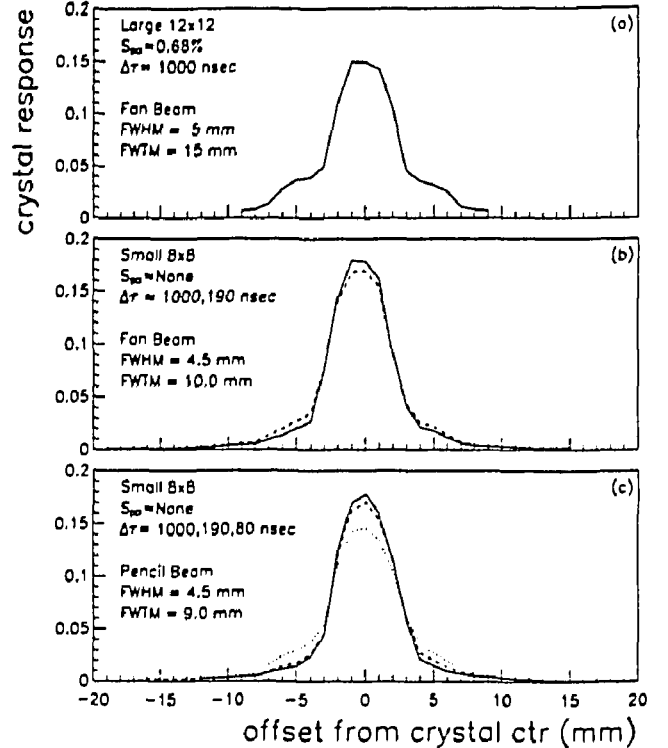 crystal response
0.2
0.15
0.1
0.05
0
Large 12x12
Spa=0.68%
Δτ= 1000 nsec
Fan Beam
FWHM = 5 mm
FWTM = 15 mm
(a)
0.2
0.15
0.1
0.05
0
Small 8x8
Spa=None
Δτ = 1000,190 nsec
Fan Beam
FWHM = 4.5 mm
FWTM = 10.0 mm
(b)
0.2
0.15
0.1
0.05
0
Small 8x8
Spa=None
Δτ= 1000,190,80 nsec
Pencil Beam
FWHM = 4.5 mm
FWTM = 9.0 mm
(c)
-20 -15 -10 -5 0 5 10 15 20
offset from crystal ctr (mm)